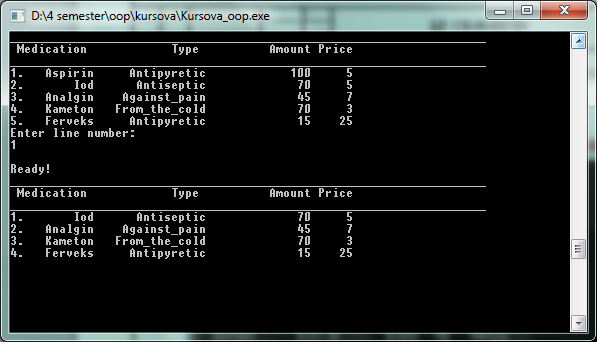 D:\4 semester\oop\kursova\Kursova_oop.exe
Medication Type Amount Price
1. Aspirin Antipyretic 100 5
2. Iod Antiseptic 70 5
3. Analgin Against_pain 45 7
4. Kameton From_the_cold 70 3
5. Ferveks Antipyretic 15 25
Enter line number:
1
Ready!
Medication Type Amount Price
1. Iod Antiseptic 70 5
2. Analgin Against_pain 45 7
3. Kameton From_the_cold 70 3
4. Ferveks Antipyretic 15 25